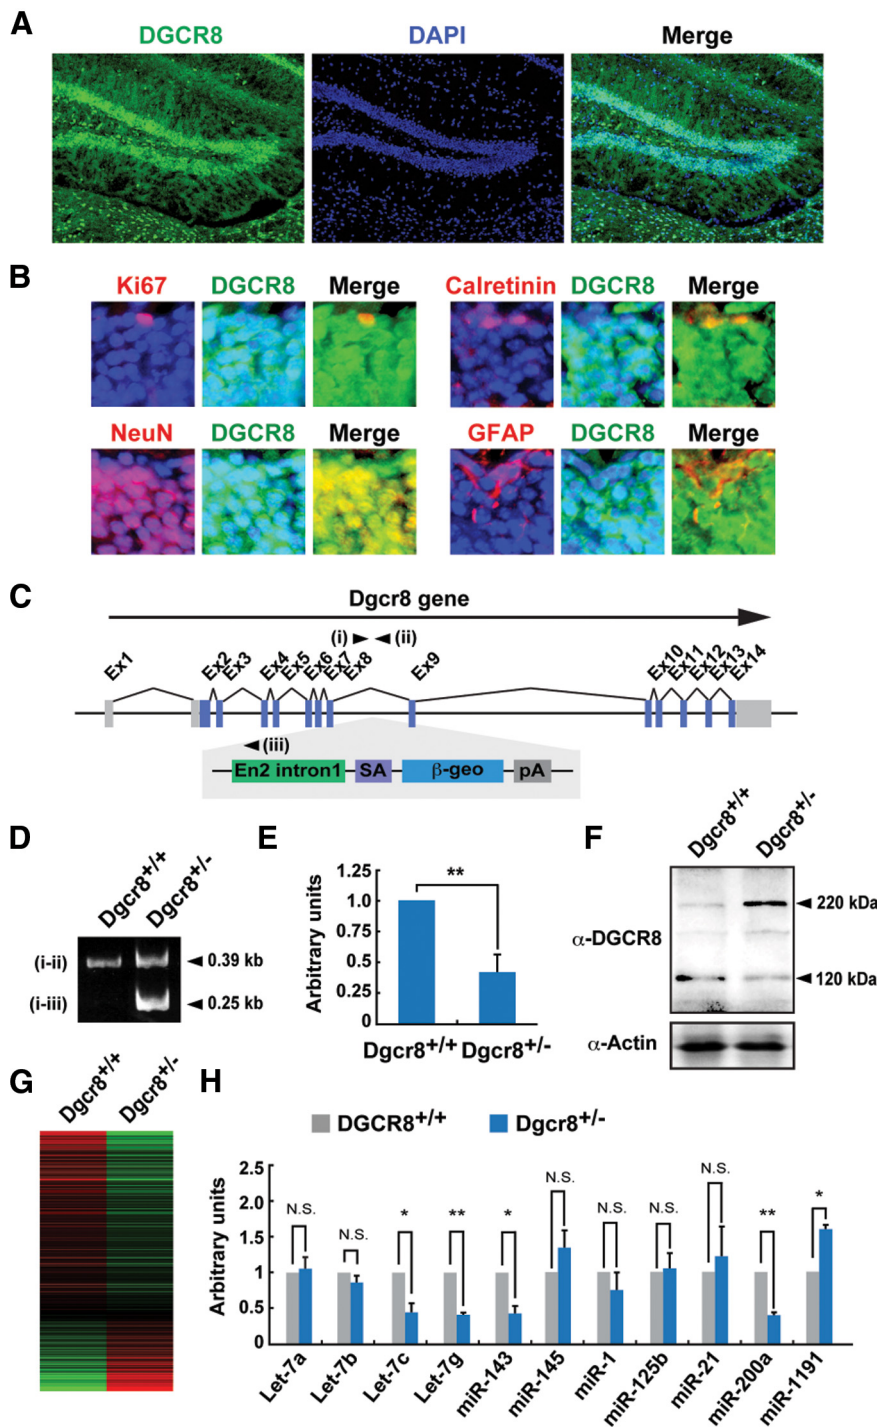 A
DGCR8 DAPI Merge
B
Ki67 DGCR8 Merge Calretinin DGCR8 Merge
NeuN DGCR8 Merge GFAP DGCR8 Merge
C
Dgcr8 gene
(i) (ii)
Ex1 Ex2 Ex3 Ex4 Ex5 Ex6 Ex7 Ex8 Ex9 Ex10 Ex11 Ex12 Ex13 Ex14
(iii)
En2 intron1 SA β-geo pA
D
Dgcr8+/+ Dgcr8+/-
(i-ii) 0.39 kb
(i-iii) 0.25 kb
E
Arbitrary units
1.25
1.0
0.75
0.5
0.25
0
**
Dgcr8+/+ Dgcr8+/-
F
Dgcr8+/+ Dgcr8+/-
α-DGCR8
220 kDa
120 kDa
α-Actin
G
Dgcr8+/+ Dgcr8+/-
H
DGCR8+/+ Dgcr8+/-
Arbitrary units
2.5
2.0
1.5
1
0.5
0
N.S. N.S. * ** * N.S. N.S. N.S. N.S. ** *
Let-7a Let-7b Let-7c Let-7g miR-143 miR-145 miR-1 miR-125b miR-21 miR-200a miR-1191